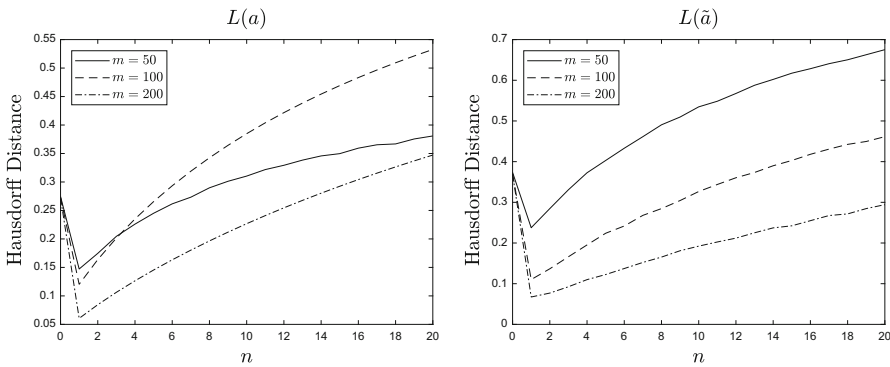 L(a)
Hausdorff Distance
0.55
0.5
0.45
0.4
0.35
0.3
0.25
0.2
0.15
0.1
0.05
m = 50
m = 100
m = 200
0 2 4 6 8 10 12 14 16 18 20
n
L(ã)
Hausdorff Distance
0.7
0.6
0.5
0.4
0.3
0.2
0.1
0
m = 50
m = 100
m = 200
0 2 4 6 8 10 12 14 16 18 20
n